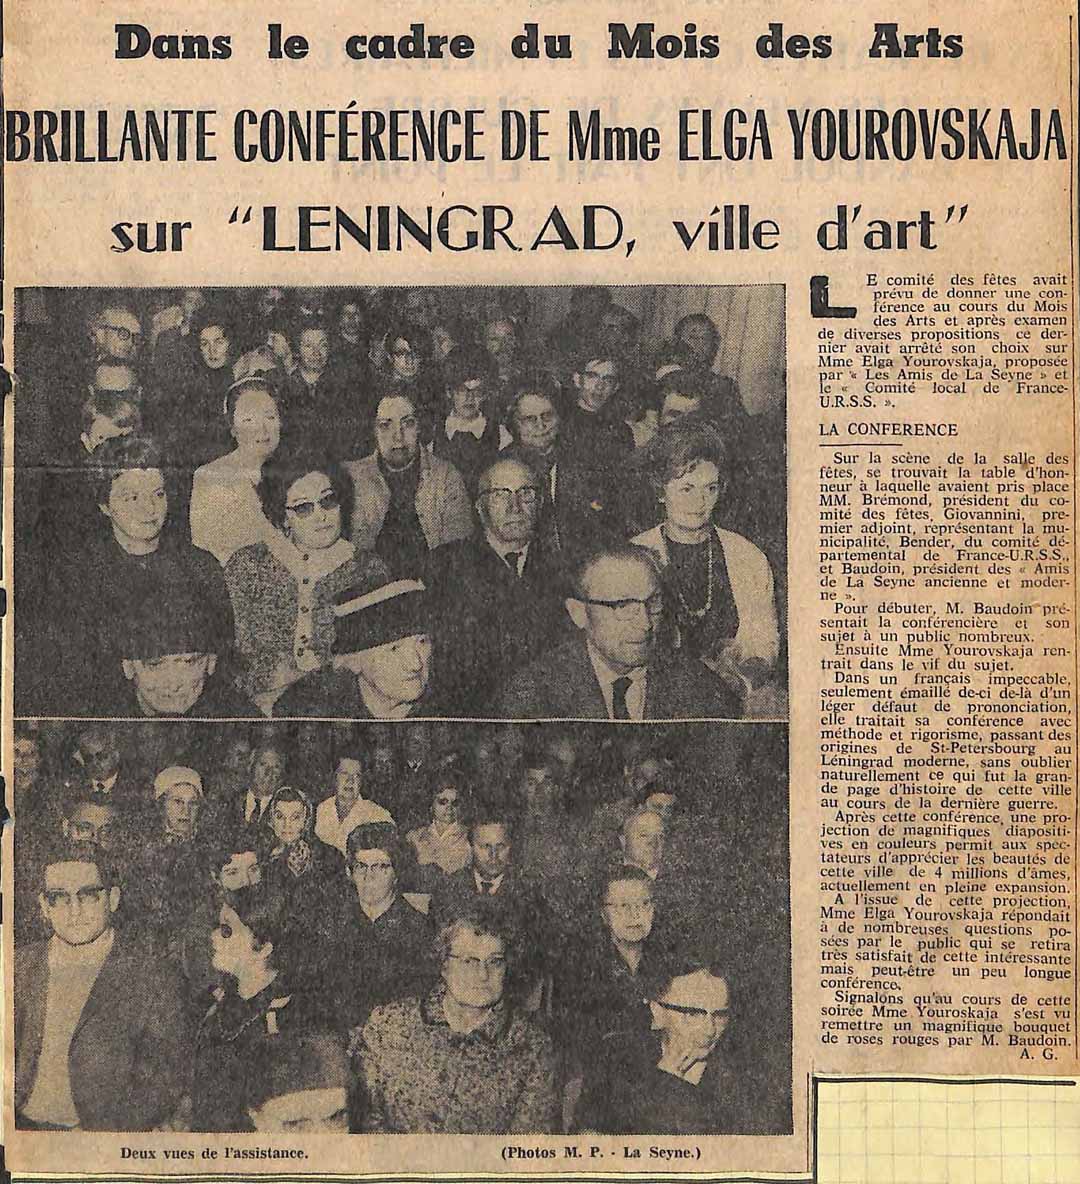 Dans le cadre du Mois des Arts
BRILLANTE CONFÉRENCE DE Mme ELGA YOUROVSKAJA
sur "LENINGRAD, ville d'art"
LE comité des fêtes avait
prévu de donner une con-
férence au cours du Mois
des Arts et après examen
de diverses propositions ce der-
nier avait arrêté son choix sur
Mme Elga Yourovskaja, proposée
par « Les Amis de La Seyne » et
le « Comité local de France-
U.R.S.S. ».
LA CONFERENCE
Sur la scène de la salle des
fêtes, se trouvait la table d'hon-
neur à laquelle avaient pris place
MM. Brémond, président du co-
mité des fêtes, Giovannini, pre-
mier adjoint, représentant la mu-
nicipalité, Bender, du comité dé-
partemental de France-U.R.S.S.,
et Baudoin, président des « Amis
de La Seyne ancienne et moder-
ne ».
Pour débuter, M. Baudoin pré-
sentait la conférencière et son
sujet à un public nombreux.
Ensuite Mme Yourovskaja ren-
trait dans le vif du sujet.
Dans un français impeccable,
seulement émaillé de-ci de-là d'un
léger défaut de prononciation,
elle traitait sa conférence avec
méthode et rigorisme, passant des
origines de St-Petersbourg au
Léningrad moderne, sans oublier
naturellement ce qui fut la gran-
de page d'histoire de cette ville
au cours de la dernière guerre.
Après cette conférence, une pro-
jection de magnifiques diapositi-
ves en couleurs permit aux spec-
tateurs d'apprécier les beautés de
cette ville de 4 millions d'âmes,
actuellement en pleine expansion.
A l'issue de cette projection,
Mme Elga Yourovskaja répondait
à de nombreuses questions po-
sées par le public qui se retira
très satisfait de cette intéressante
mais peut-être un peu longue
conférence.
Signalons qu'au cours de cette
soirée Mme Youroskaja s'est vu
remettre un magnifique bouquet
de roses rouges par M. Baudoin.
A. G.
Deux vues de l'assistance. (Photos M. P. - La Seyne.)